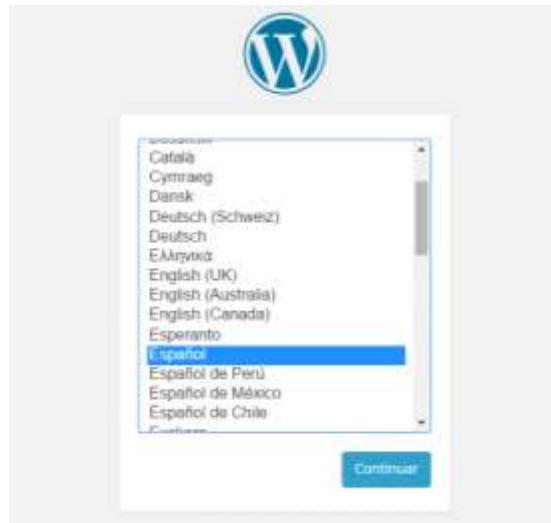 Català
Cymraeg
Dansk
Deutsch (Schweiz)
Deutsch
Ελληνικά
English (UK)
English (Australia)
English (Canada)
Esperanto
Español
Español de Perú
Español de México
Español de Chile
Continuar